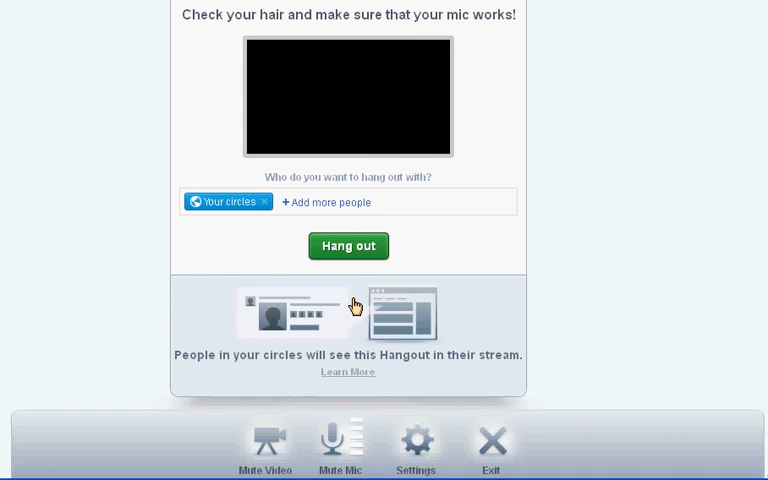 Check your hair and make sure that your mic works!
Who do you want to hang out with?
Your circles × + Add more people
Hang out
People in your circles will see this Hangout in their stream.
Learn More
Mute Video Mute Mic Settings Exit